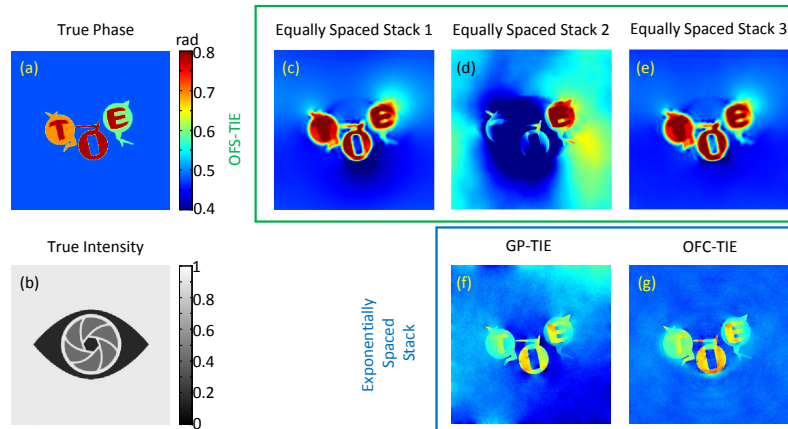 True Phase
Equally Spaced Stack 1
Equally Spaced Stack 2
Equally Spaced Stack 3
rad
(a)
T O E
0.8
0.7
0.6
0.5
0.4
OFS-TIE
(c)
T O e
(d)
E
(e)
T O e
True Intensity
GP-TIE
OFC-TIE
(b)
1
0.8
0.6
0.4
0.2
0
Exponentially
Spaced
Stack
(f)
T O E
(g)
T O E